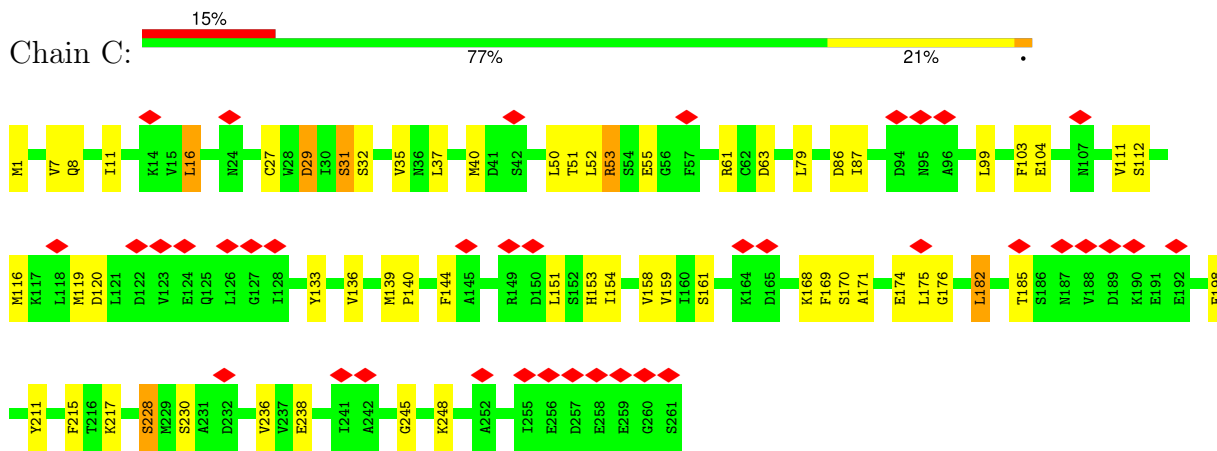 15%
Chain C:
77% 21% •
M1 V7 Q8 I11 K14 V15 L16 N24 C27 W28 D29 I30 S31 S32 V35 N36 L37 M40 D41 S42 L50 T51 L52 R53 S54 E55 G56 F57 R61 C62 D63 L79 D86 I87 D94 N95 A96 L99 F103 E104 N107 V111 S112
M116 K117 L118 M119 D120 L121 D122 V123 E124 Q125 L126 G127 I128 Y133 V136 M139 P140 F144 A145 R149 D150 L151 S152 H153 I154 V158 V159 I160 S161 K164 D165 K168 F169 S170 A171 E174 L175 G176 L182 T185 S186 N187 V188 D189 K190 E191 E192
Y211 F215 T216 K217 S228 M229 S230 A231 D232 V236 V237 E238 I241 A242 G245 K248 A252 I255 E256 D257 E258 E259 G260 S261